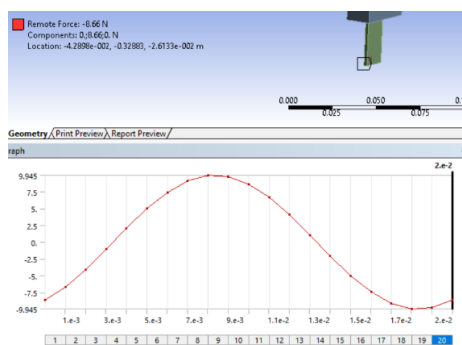 Remote Force: -8.66 N
Components: 0.;8.66;0. N
Location: -4.2898e-002, -0.32883, -2.6133e-002 m
0.000 0.050 0.1
0.025 0.075
Geometry Print Preview Report Preview
raph
2.e-2
9.945
7.5
5.
2.5
0.
-2.5
-5.
-7.5
-9.945
1.e-3 3.e-3 5.e-3 7.e-3 9.e-3 1.1e-2 1.3e-2 1.5e-2 1.7e-2 2.e-2
1 2 3 4 5 6 7 8 9 10 11 12 13 14 15 16 17 18 19 20